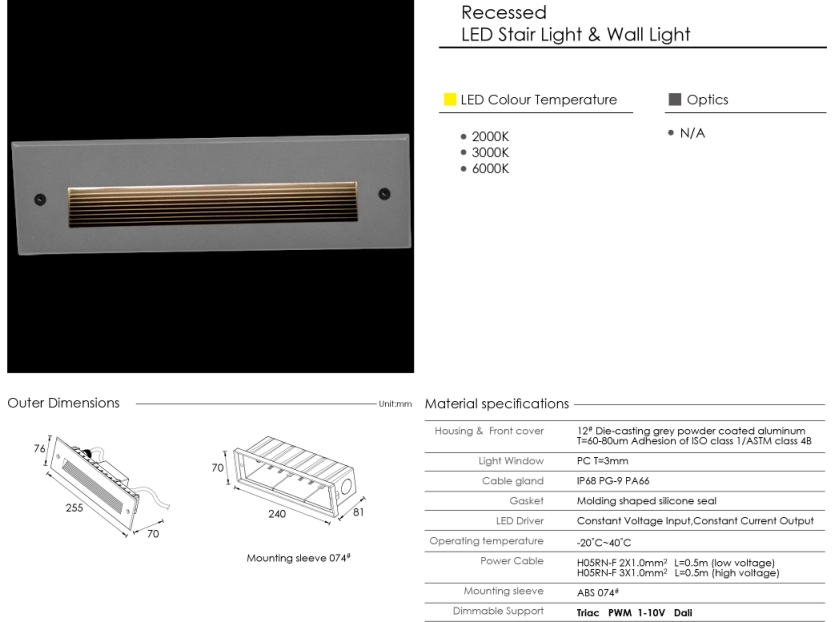 Recessed
LED Stair Light & Wall Light
LED Colour Temperature
• 2000K
• 3000K
• 6000K
Optics
• N/A
Outer Dimensions
Unit:mm
76
255
70
70
240
81
Mounting sleeve 074#
Material specifications
Housing & Front cover 12# Die-casting grey powder coated aluminum
T=60-80um Adhesion of ISO class 1/ASTM class 4B
Light Window PC T=3mm
Cable gland IP68 PG-9 PA66
Gasket Molding shaped silicone seal
LED Driver Constant Voltage Input,Constant Current Output
Operating temperature -20˚C~40˚C
Power Cable H05RN-F 2X1.0mm² L=0.5m (low voltage)
H05RN-F 3X1.0mm² L=0.5m (high voltage)
Mounting sleeve ABS 074#
Dimmable Support Triac PWM 1-10V Dali